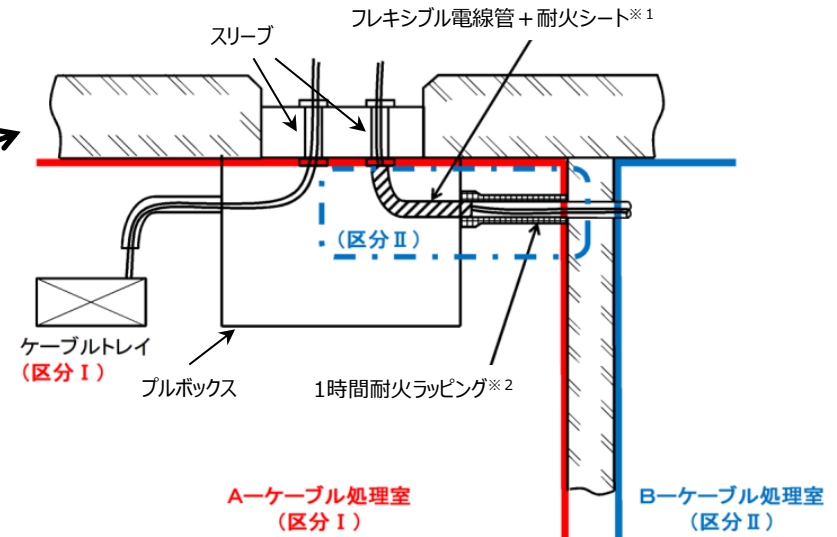 フレキシブル電線管+耐火シート※1
スリーブ
(区分Ⅱ)
ケーブルトレイ
(区分Ⅰ)
プルボックス
1時間耐火ラッピング※2
A-ケーブル処理室
(区分Ⅰ)
B-ケーブル処理室
(区分Ⅱ)